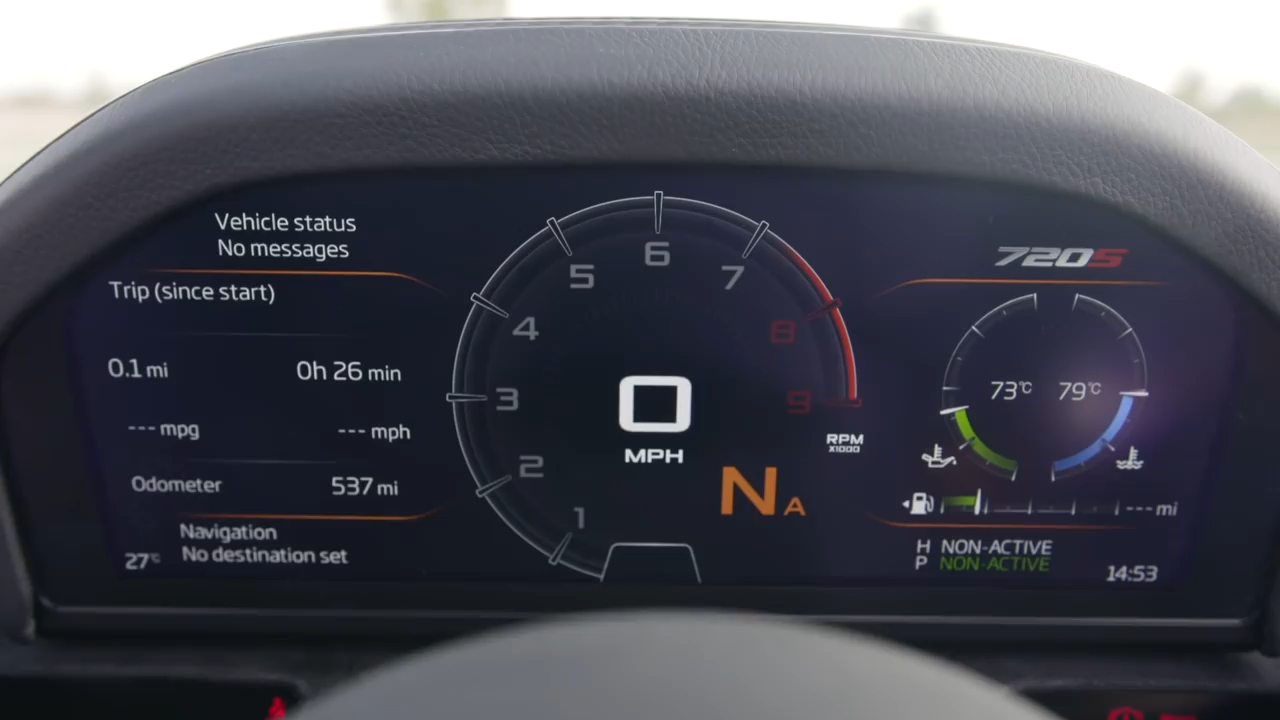 Vehicle status
No messages
Trip (since start)
0.1 mi
0h 26 min
--- mpg
--- mph
Odometer
537 mi
Navigation
No destination set
27°C
1
2
3
4
5
6
7
8
9
0
MPH
RPM
X1000
NA
720S
73°C
79°C
--- mi
H NON-ACTIVE
P NON-ACTIVE
14:53